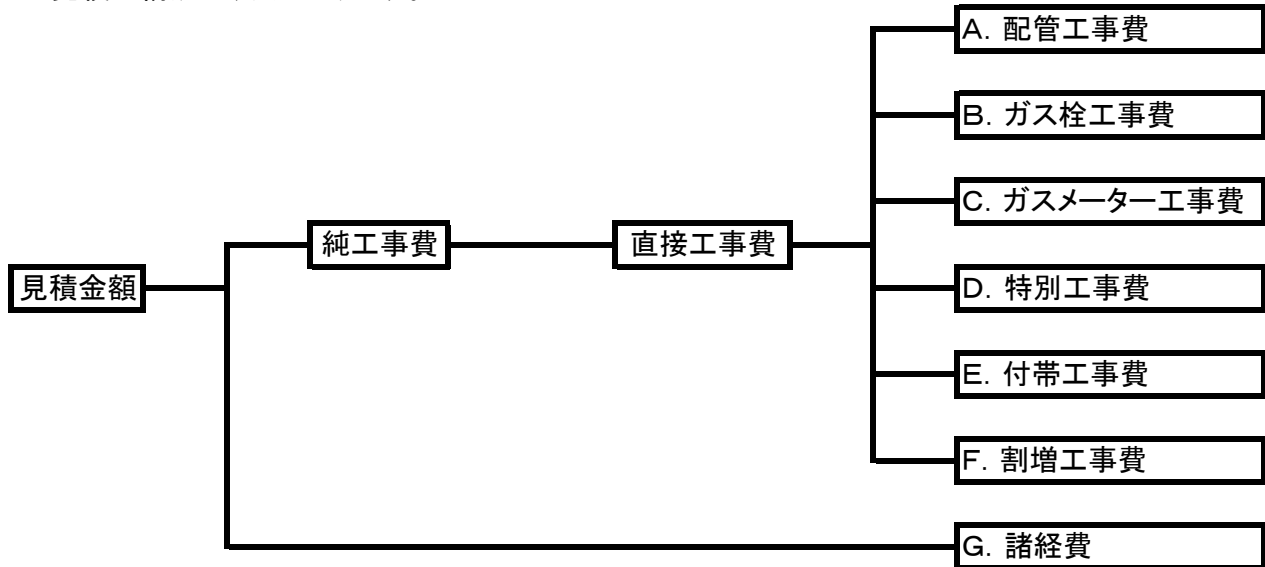 A. 配管工事費
B. ガス栓工事費
C. ガスメーター工事費
純工事費
直接工事費
見積金額
D. 特別工事費
E. 付帯工事費
F. 割増工事費
G. 諸経費